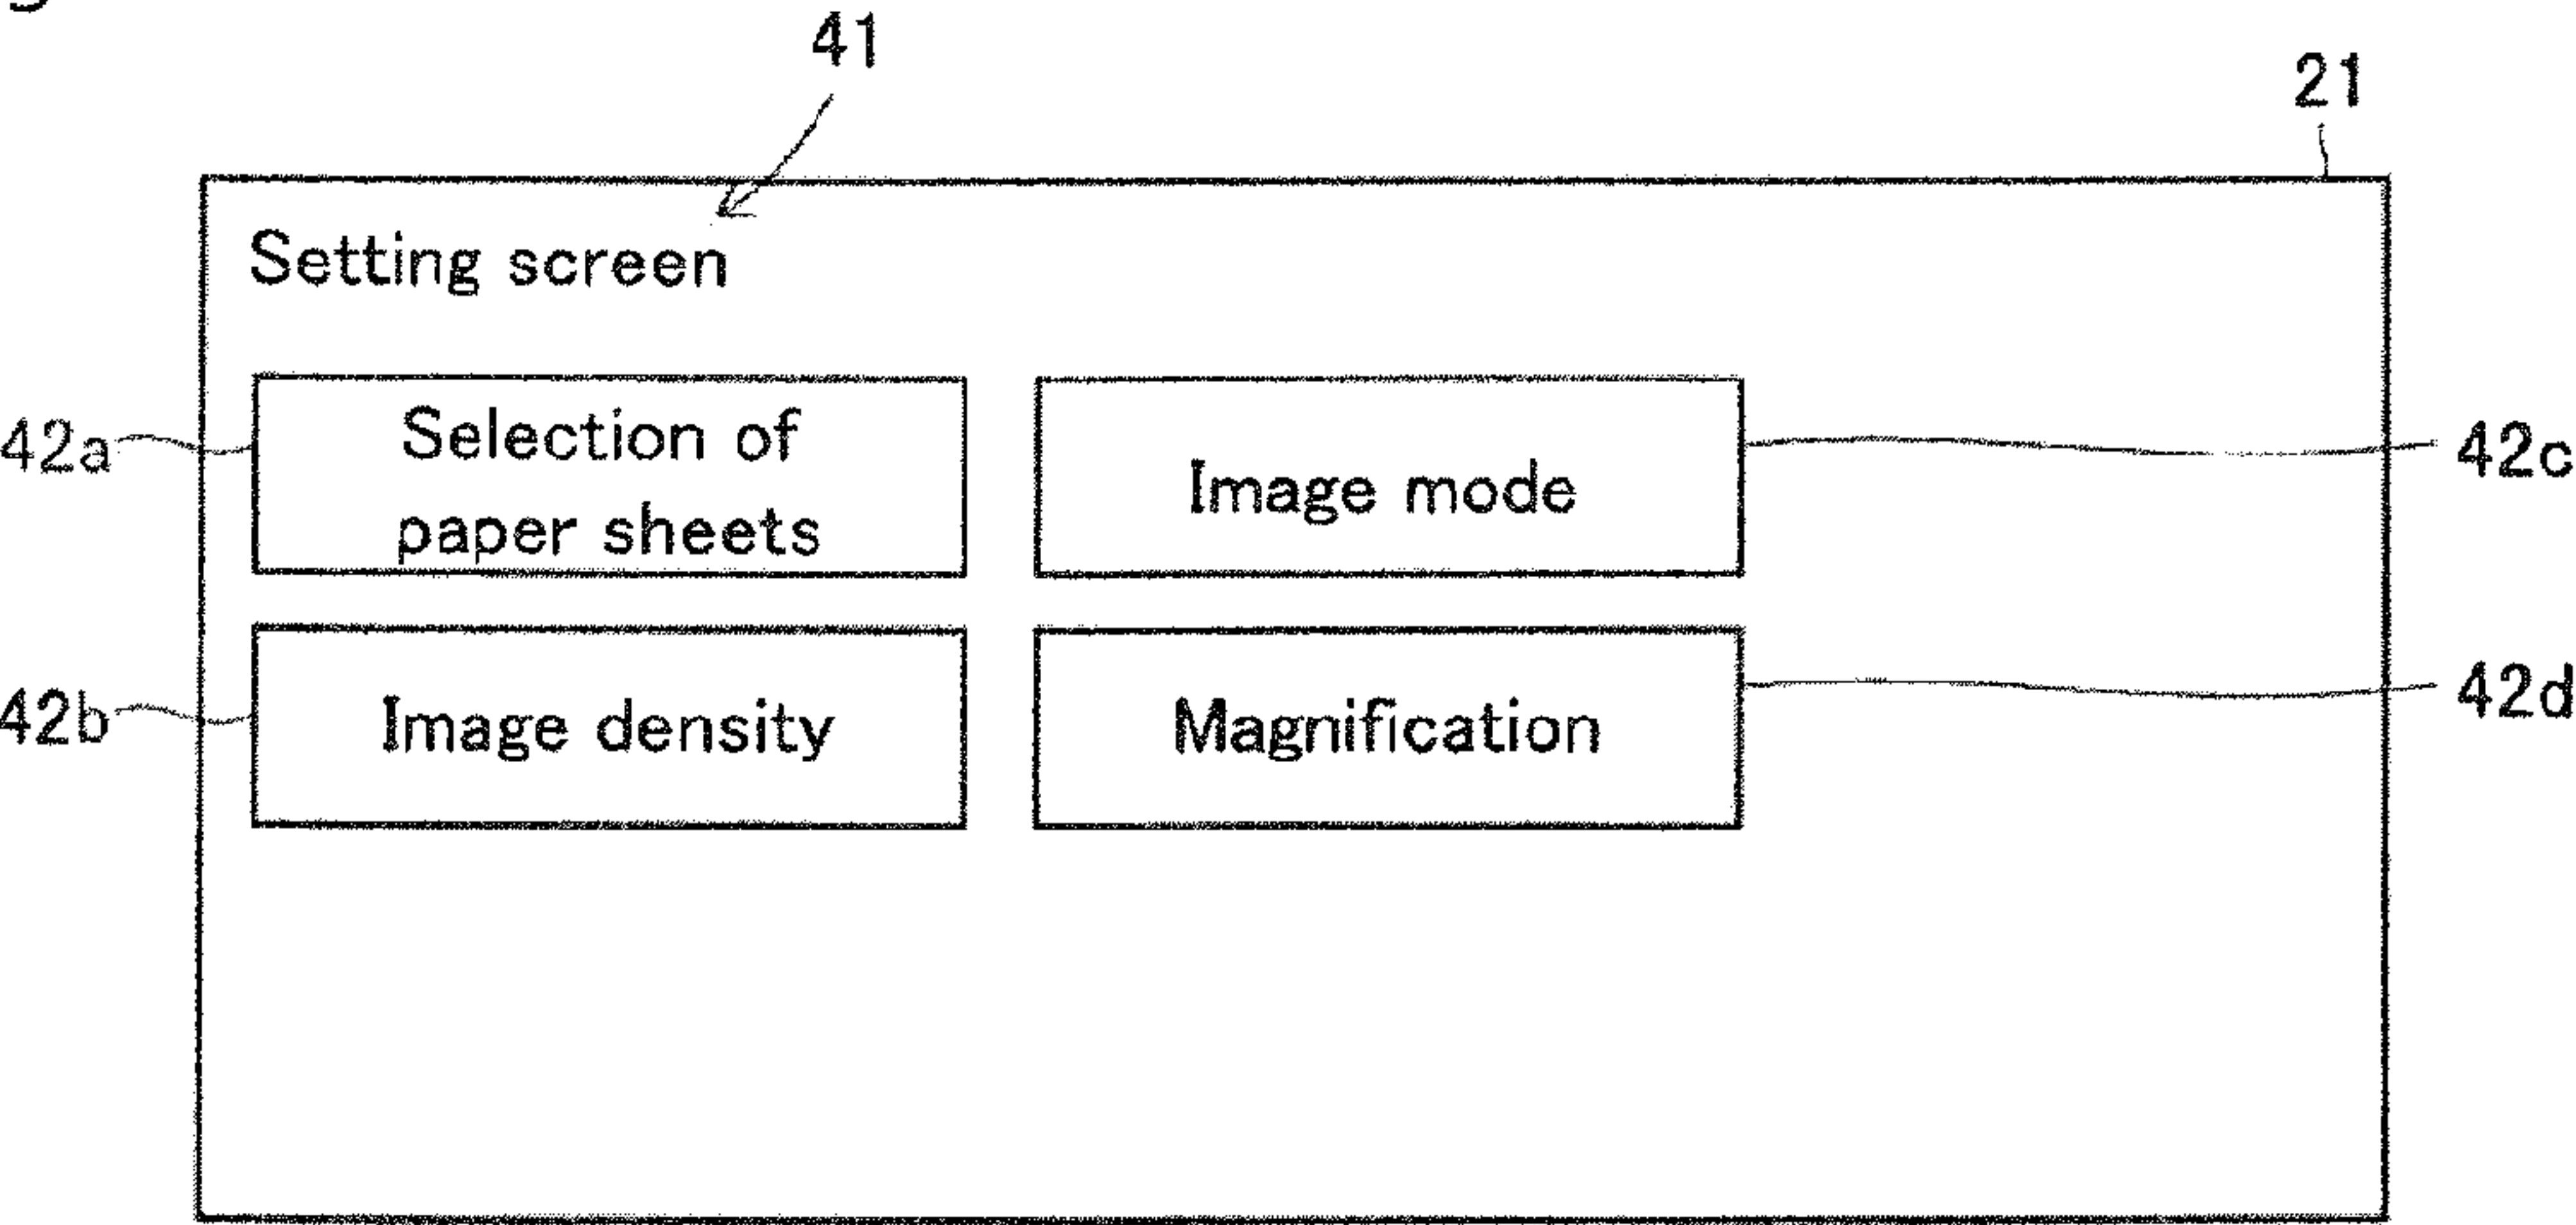 41
21
Setting screen
42a
Selection of
paper sheets
Image mode
42c
42b
Image density
Magnification
42d